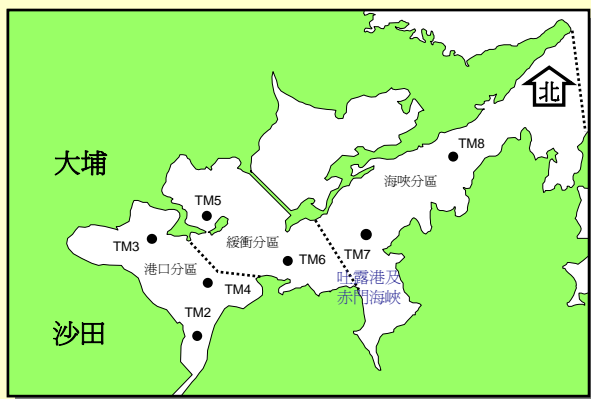 北
TM8
大埔
海峽分區
TM5
緩衝分區
TM3
TM7
TM6
港口分區
吐露港及
赤門海峽
TM4
TM2
沙田